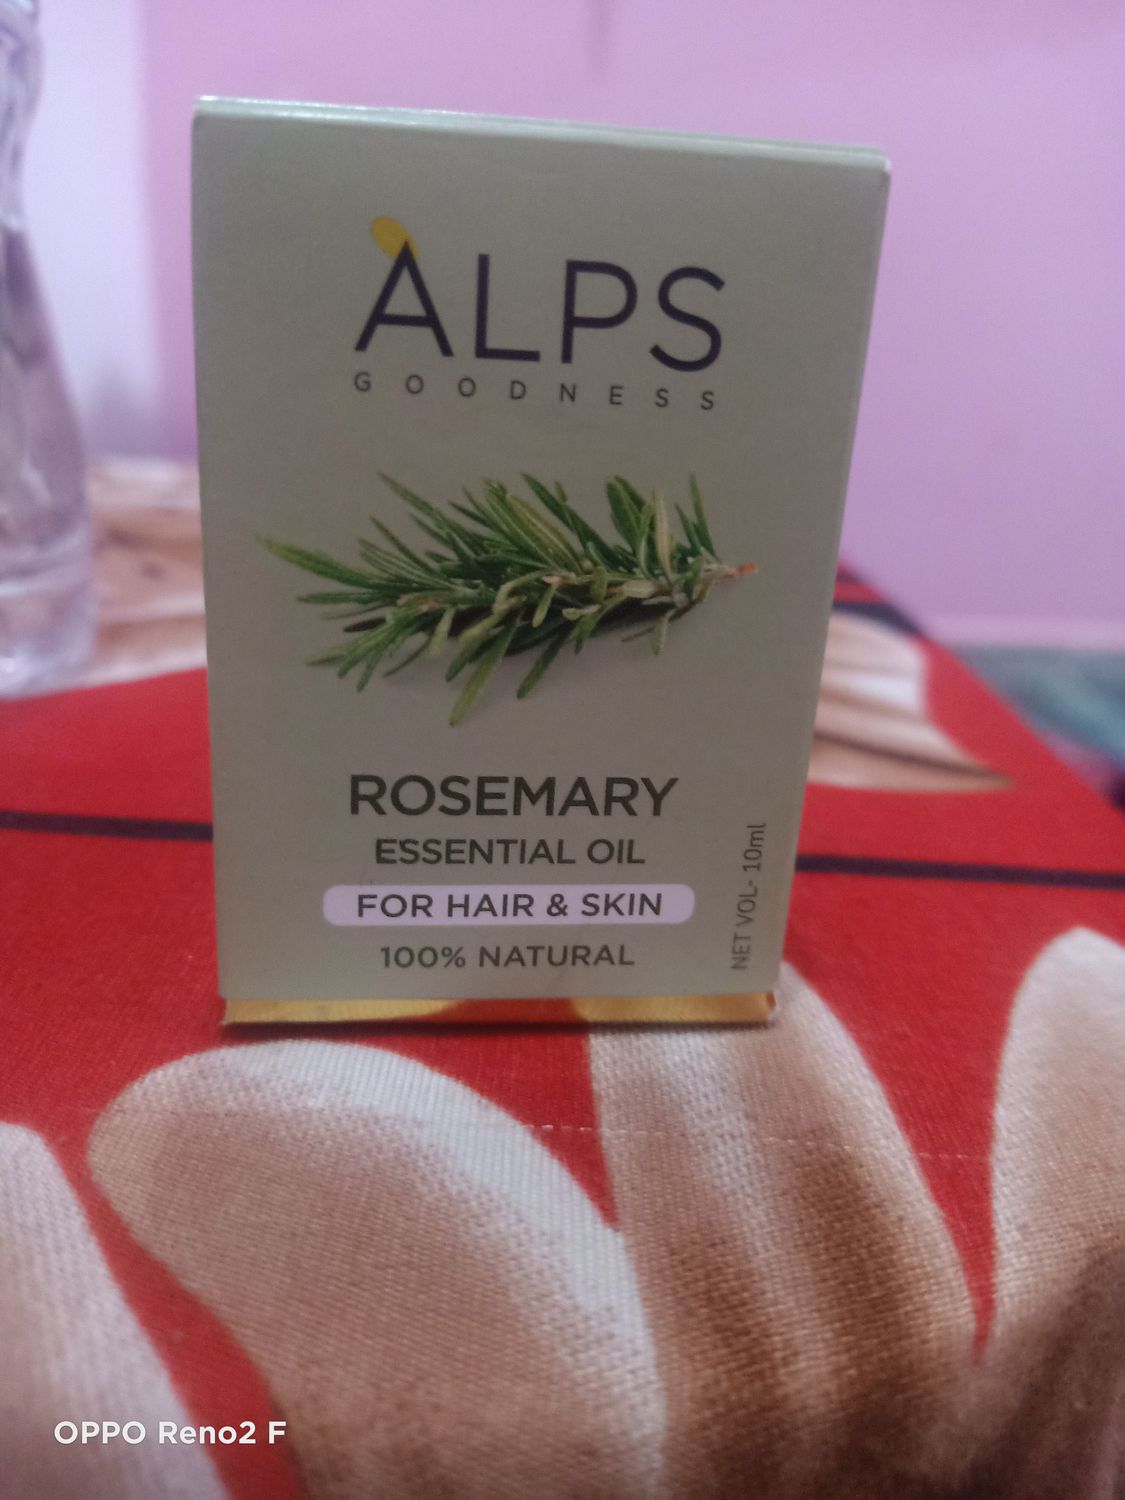 ALPS
GOODNESS
ROSEMARY
ESSENTIAL OIL
FOR HAIR & SKIN
100% NATURAL
NET VOL- 10ml
OPPO Reno2 F